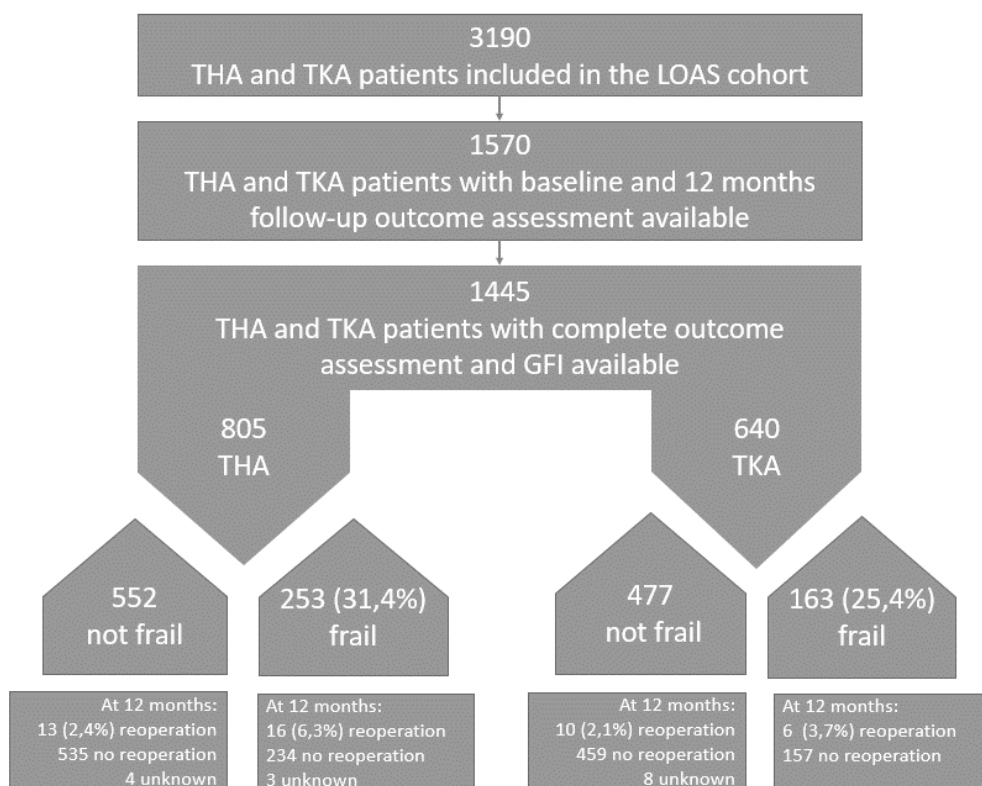 3190
THA and TKA patients included in the LOAS cohort
1570
THA and TKA patients with baseline and 12 months
follow-up outcome assessment available
1445
THA and TKA patients with complete outcome
assessment and GFI available
805
THA
640
TKA
552
not frail
253 (31,4%)
frail
477
not frail
163 (25,4%)
frail
At 12 months:
13 (2,4%) reoperation
535 no reoperation
4 unknown
At 12 months:
16 (6,3%) reoperation
234 no reoperation
3 unknown
At 12 months:
10 (2,1%) reoperation
459 no reoperation
8 unknown
At 12 months:
6 (3,7%) reoperation
157 no reoperation